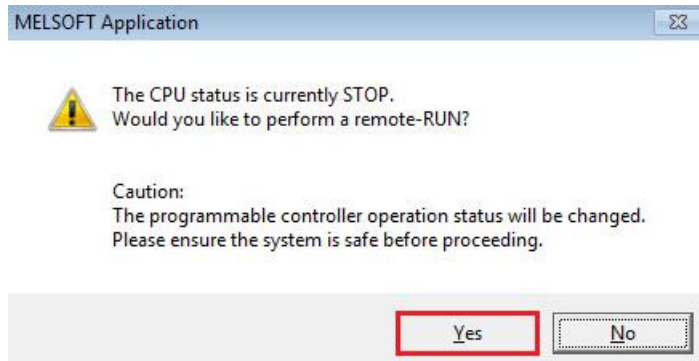 MELSOFT Application
The CPU status is currently STOP.
Would you like to perform a remote-RUN?
Caution:
The programmable controller operation status will be changed.
Please ensure the system is safe before proceeding.
Yes
No